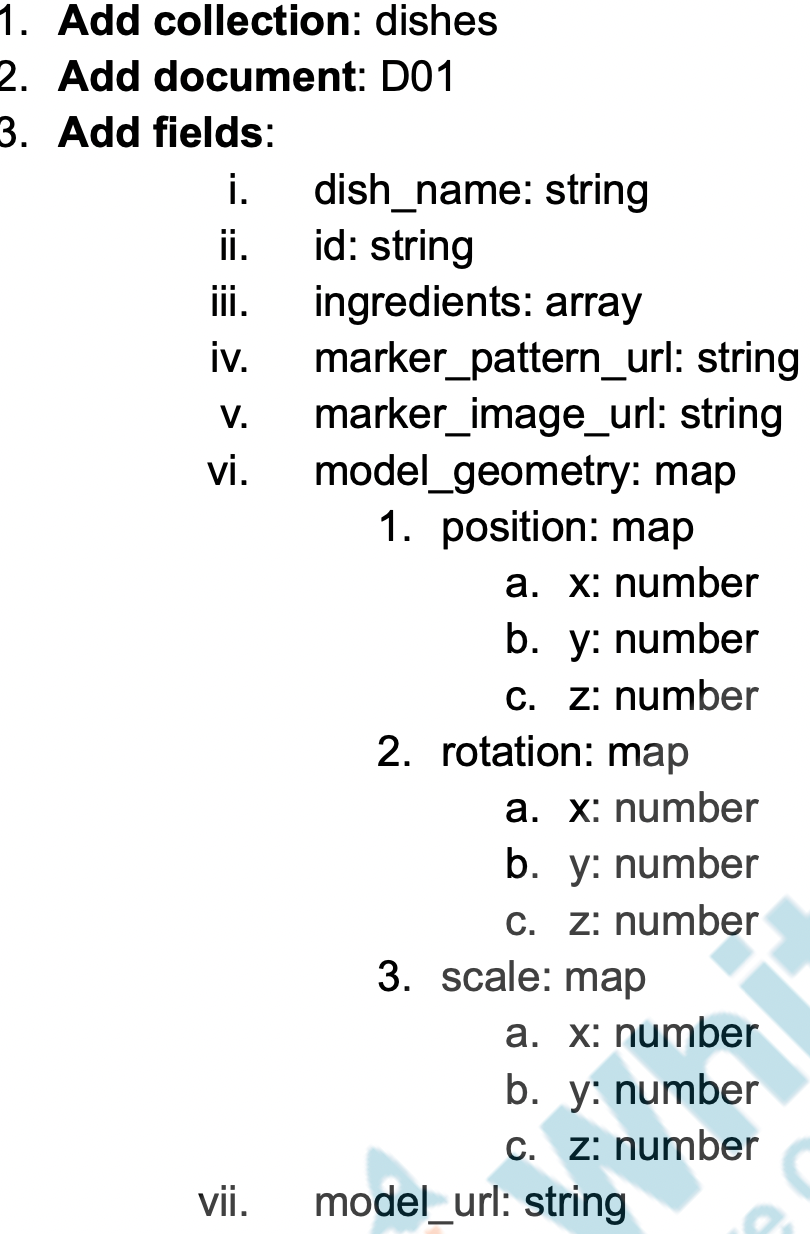 1. Add collection: dishes
2. Add document: D01
3. Add fields:
i. dish_name: string
ii. id: string
iii. ingredients: array
iv. marker_pattern_url: string
v. marker_image_url: string
vi. model_geometry: map
1. position: map
a. x: number
b. y: number
c. z: number
2. rotation: map
a. x: number
b. y: number
c. z: number
3. scale: map
a. x: number
b. y: number
c. z: number
vii. model_url: string